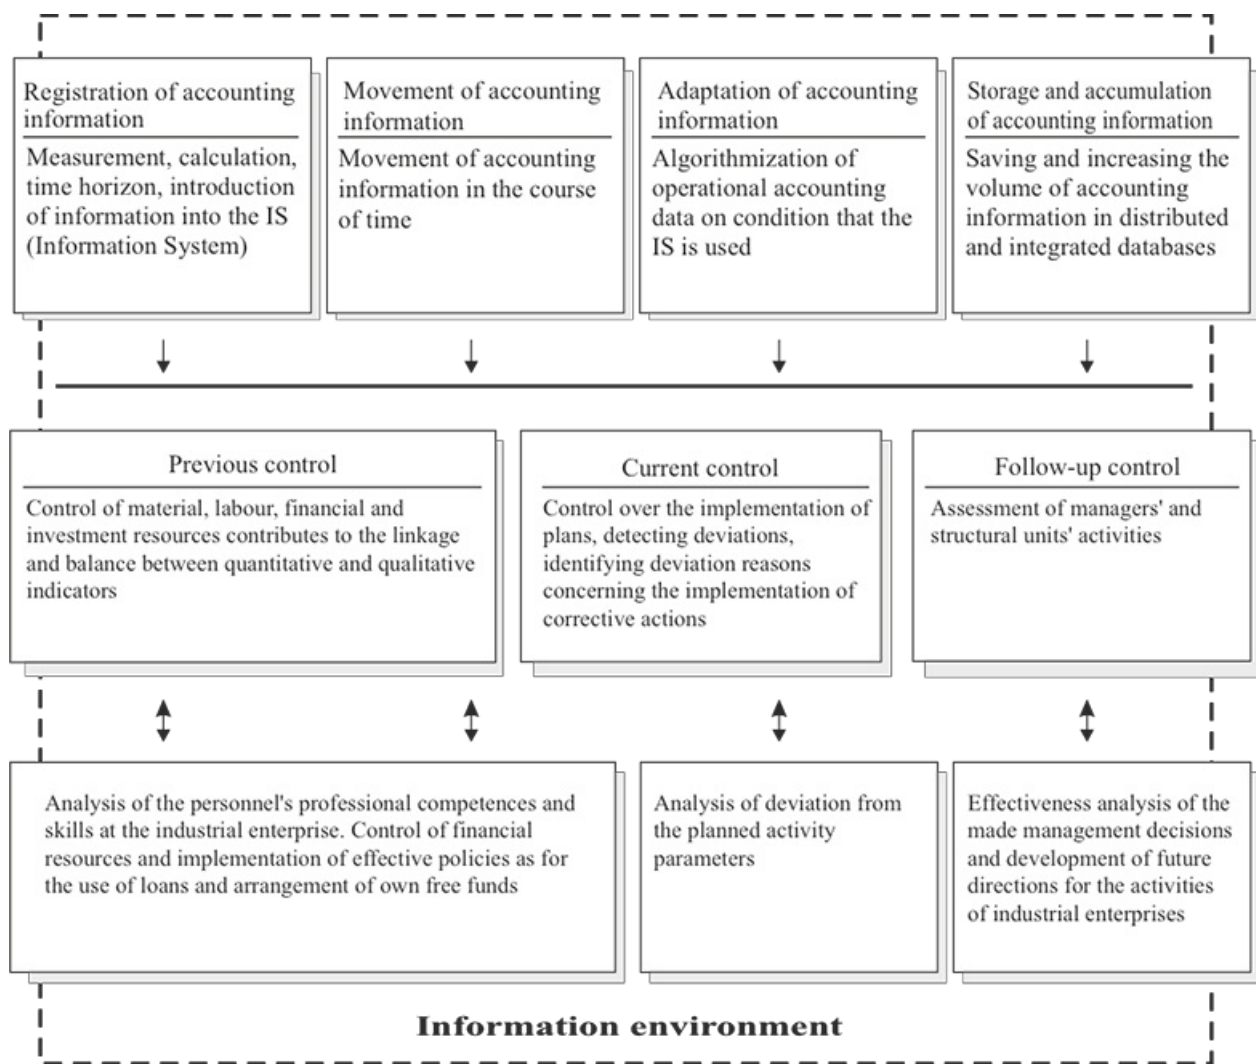 Registration of accounting
information
Measurement, calculation,
time horizon, introduction
of information into the IS
(Information System)
Movement of accounting
information
Movement of accounting
information in the course
of time
Adaptation of accounting
information
Algorithmization of
operational accounting
data on condition that the
IS is used
Storage and accumulation
of accounting information
Saving and increasing the
volume of accounting
information in distributed
and integrated databases
Previous control
Control of material, labour, financial and
investment resources contributes to the linkage
and balance between quantitative and qualitative
indicators
Current control
Control over the implementation of
plans, detecting deviations,
identifying deviation reasons
concerning the implementation of
corrective actions
Follow-up control
Assessment of managers' and
structural units' activities
Analysis of the personnel's professional competences and
skills at the industrial enterprise. Control of financial
resources and implementation of effective policies as for
the use of loans and arrangement of own free funds
Analysis of deviation from
the planned activity
parameters
Effectiveness analysis of the
made management decisions
and development of future
directions for the activities
of industrial enterprises
Information environment